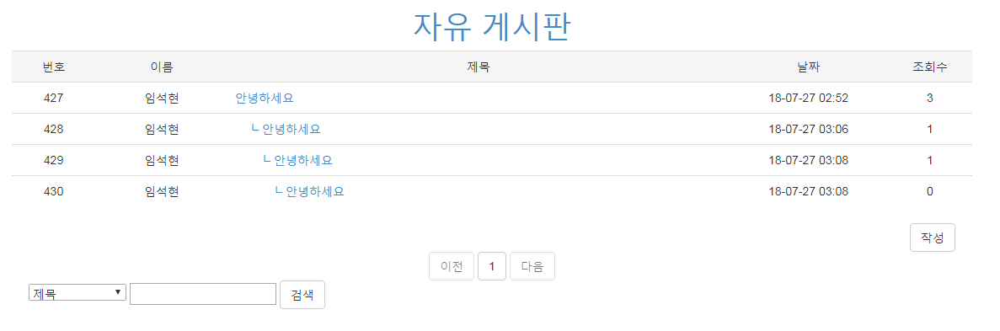 자유 게시판
번호 이름 제목 날짜 조회수
427 임석현 안녕하세요 18-07-27 02:52 3
428 임석현 ㄴ 안녕하세요 18-07-27 03:06 1
429 임석현 ㄴ 안녕하세요 18-07-27 03:08 1
430 임석현 ㄴ 안녕하세요 18-07-27 03:08 0
작성
이전 1 다음
제목 검색